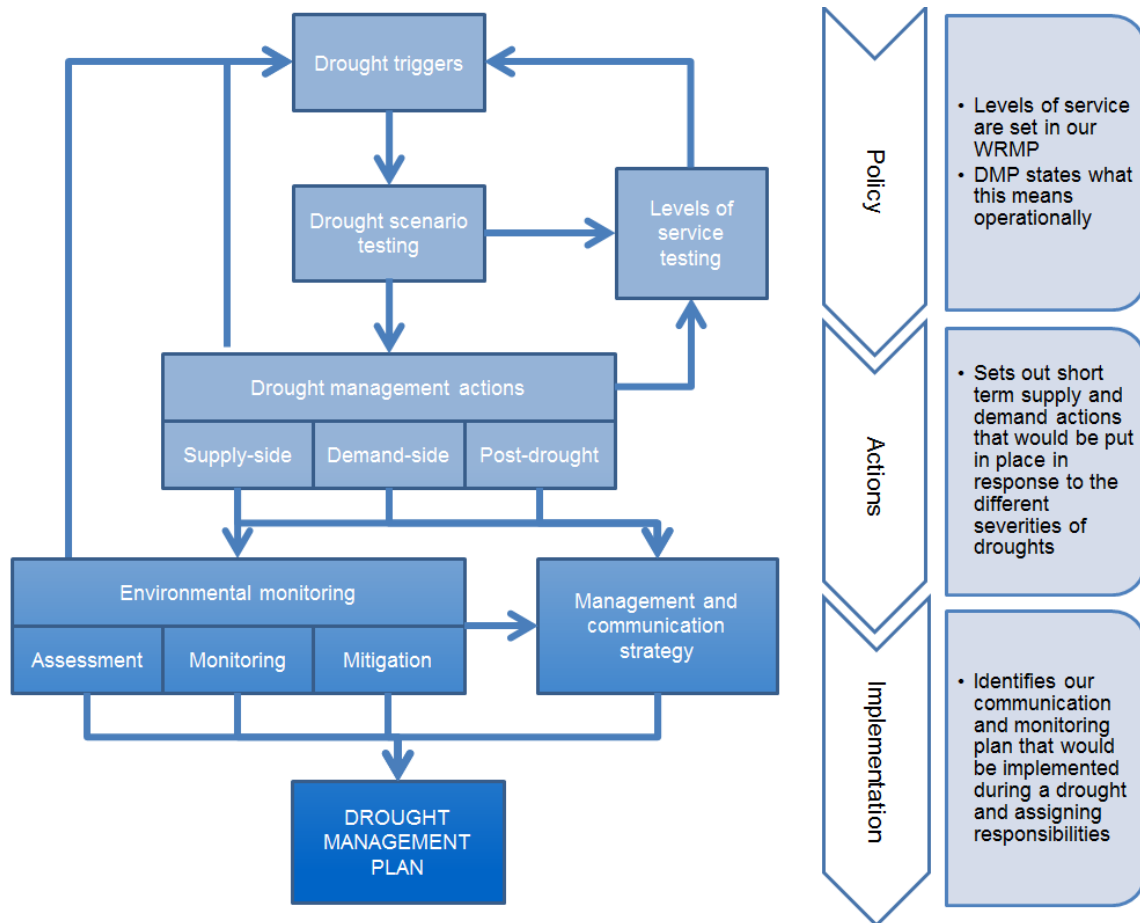 Drought triggers
Drought scenario
testing
Levels of
service
testing
Drought management actions
Supply-side
Demand-side
Post-drought
Environmental monitoring
Assessment
Monitoring
Mitigation
Management and
communication
strategy
DROUGHT
MANAGEMENT
PLAN
Policy
• Levels of service
are set in our
WRMP
• DMP states what
this means
operationally
Actions
• Sets out short
term supply and
demand actions
that would be put
in place in
response to the
different
severities of
droughts
Implementation
• Identifies our
communication
and monitoring
plan that would
be implemented
during a drought
and assigning
responsibilities